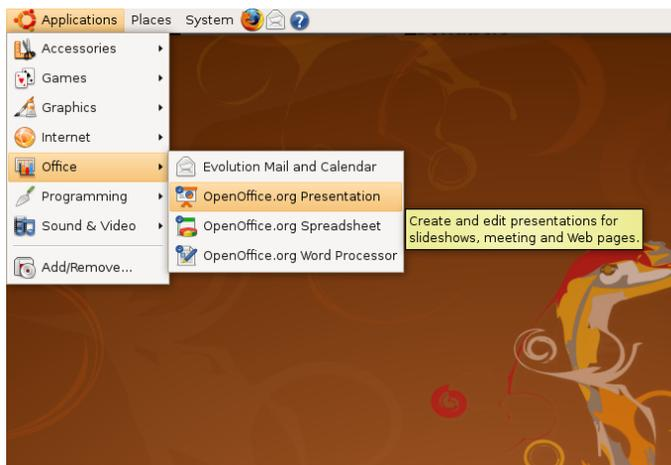 Applications Places System
Accessories
Games
Graphics
Internet
Office
Programming
Sound & Video
Add/Remove...
Evolution Mail and Calendar
OpenOffice.org Presentation
OpenOffice.org Spreadsheet
OpenOffice.org Word Processor
Create and edit presentations for
slideshows, meeting and Web pages.